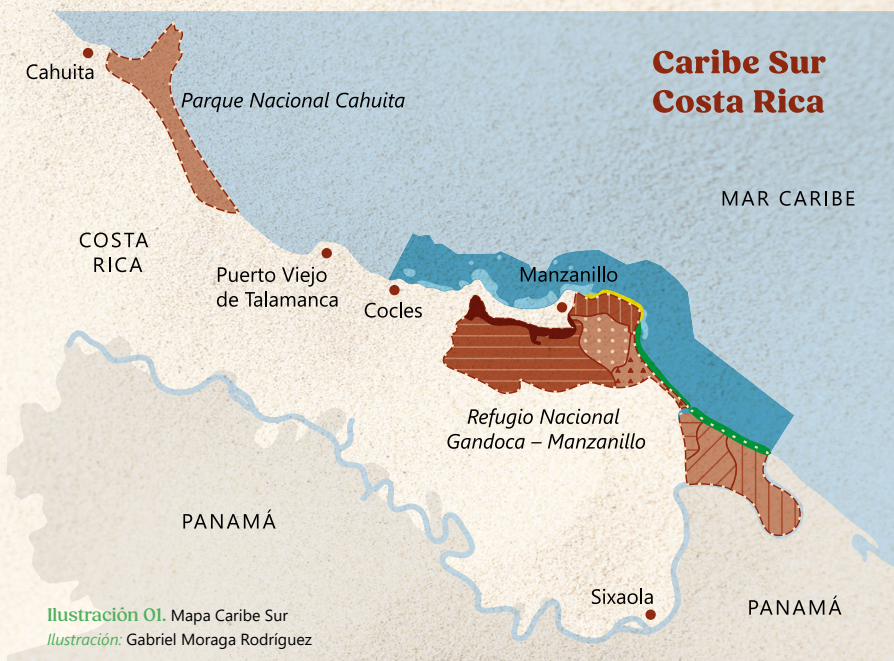 Caribe Sur
Costa Rica
Cahuita
Parque Nacional Cahuita
MAR CARIBE
COSTA
RICA
Puerto Viejo
de Talamanca
Manzanillo
Cocles
Refugio Nacional
Gandoca – Manzanillo
PANAMÁ
Sixaola
PANAMÁ
Ilustración 01. Mapa Caribe Sur
Ilustración: Gabriel Moraga Rodríguez